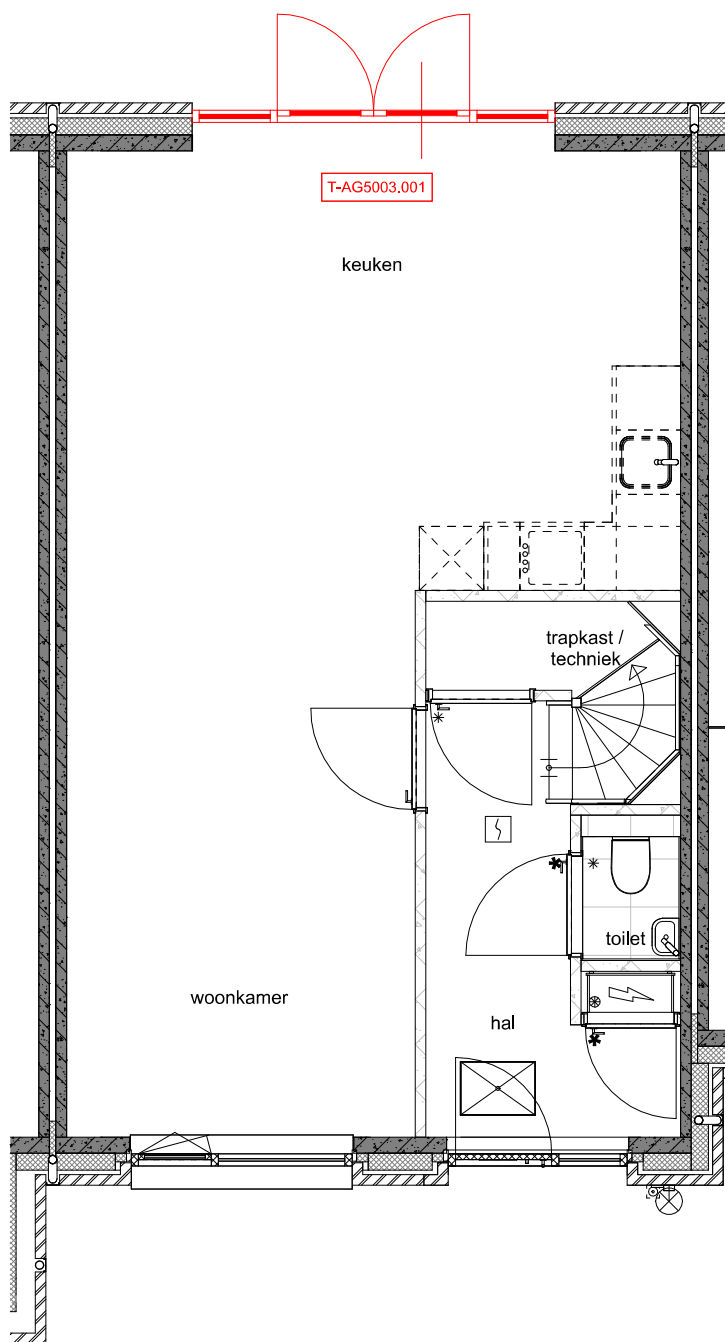 T-AG5003.001
keuken
trapkast /
techniek
toilet
woonkamer
hal